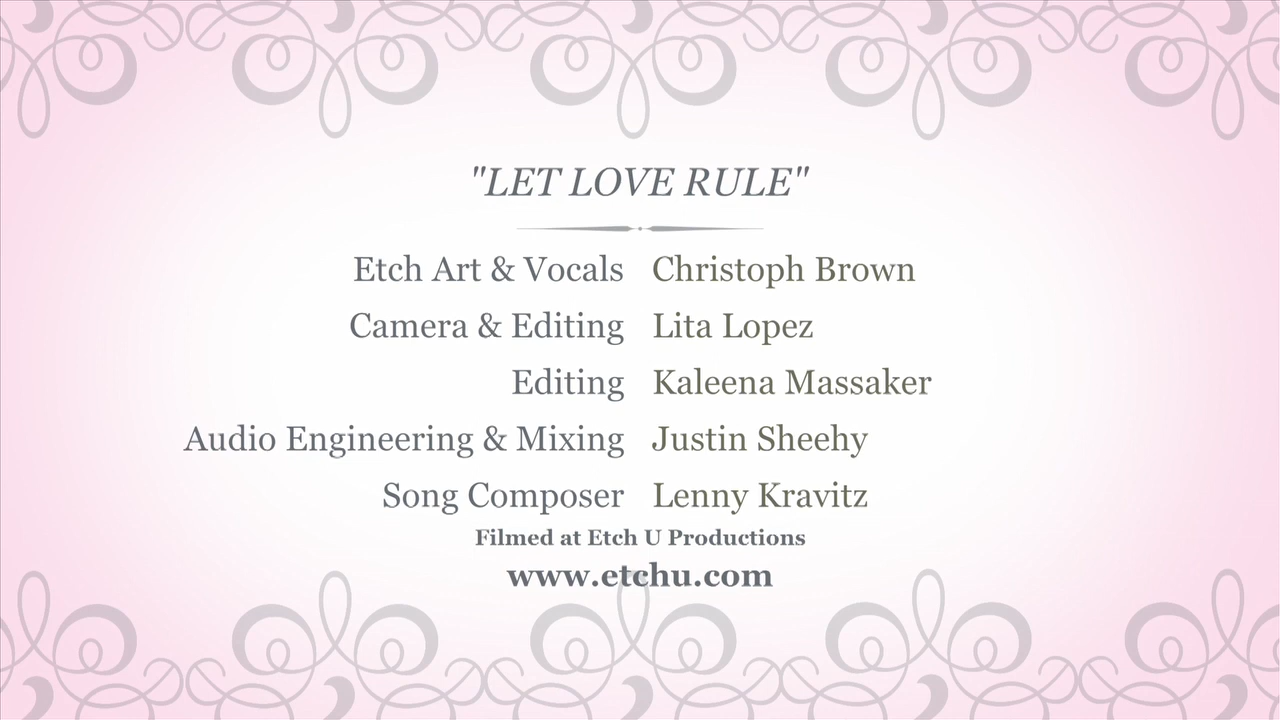 "LET LOVE RULE"
Etch Art & Vocals Christoph Brown
Camera & Editing Lita Lopez
Editing Kaleena Massaker
Audio Engineering & Mixing Justin Sheehy
Song Composer Lenny Kravitz
Filmed at Etch U Productions
www.etchu.com